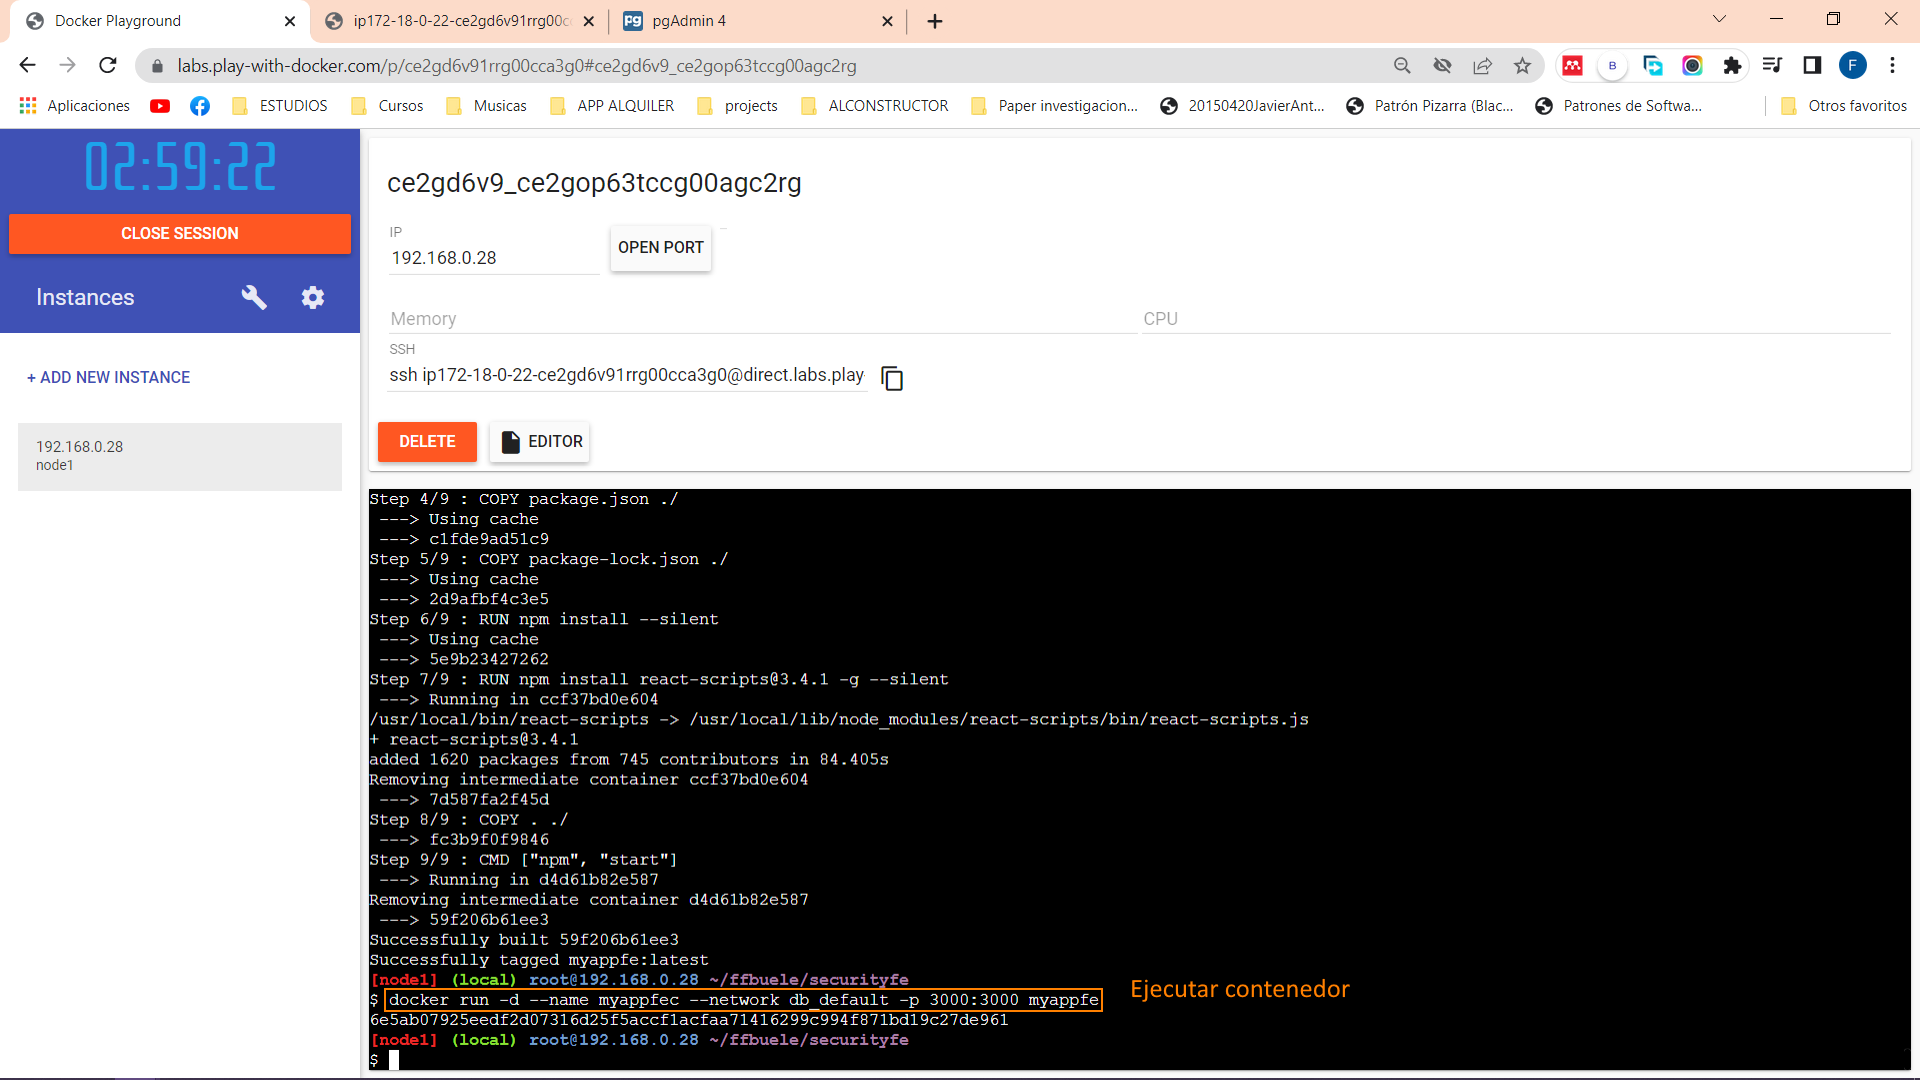 Docker Playground
ip172-18-0-22-ce2gd6v91rrg00cc
pgAdmin 4
labs.play-with-docker.com/p/ce2gd6v91rrg00cca3g0#ce2gd6v9_ce2gop63tccg00agc2rg
B
F
Aplicaciones
ESTUDIOS
Cursos
Musicas
APP ALQUILER
projects
ALCONSTRUCTOR
Paper investigacion...
20150420JavierAnt...
Patrón Pizarra (Blac...
Patrones de Softwa...
Otros favoritos
02:59:22
CLOSE SESSION
Instances
+ ADD NEW INSTANCE
192.168.0.28
node1
ce2gd6v9_ce2gop63tccg00agc2rg
IP
192.168.0.28
OPEN PORT
Memory
CPU
SSH
ssh ip172-18-0-22-ce2gd6v91rrg00cca3g0@direct.labs.play
DELETE
EDITOR
Step 4/9 : COPY package.json ./
---> Using cache
---> c1fde9ad51c9
Step 5/9 : COPY package-lock.json ./
---> Using cache
---> 2d9afbf4c3e5
Step 6/9 : RUN npm install --silent
---> Using cache
---> 5e9b23427262
Step 7/9 : RUN npm install react-scripts@3.4.1 -g --silent
---> Running in ccf37bd0e604
/usr/local/bin/react-scripts -> /usr/local/lib/node_modules/react-scripts/bin/react-scripts.js
+ react-scripts@3.4.1
added 1620 packages from 745 contributors in 84.405s
Removing intermediate container ccf37bd0e604
---> 7d587fa2f45d
Step 8/9 : COPY . ./
---> fc3b9f0f9846
Step 9/9 : CMD ["npm", "start"]
---> Running in d4d61b82e587
Removing intermediate container d4d61b82e587
---> 59f206b61ee3
Successfully built 59f206b61ee3
Successfully tagged myappfe:latest
[node1] (local) root@192.168.0.28 ~/ffbuele/securityfe
$ docker run -d --name myappfec --network db_default -p 3000:3000 myappfe
Ejecutar contenedor
6e5ab07925eedf2d07316d25f5accf1acfaa71416299c994f871bd19c27de961
[node1] (local) root@192.168.0.28 ~/ffbuele/securityfe
$